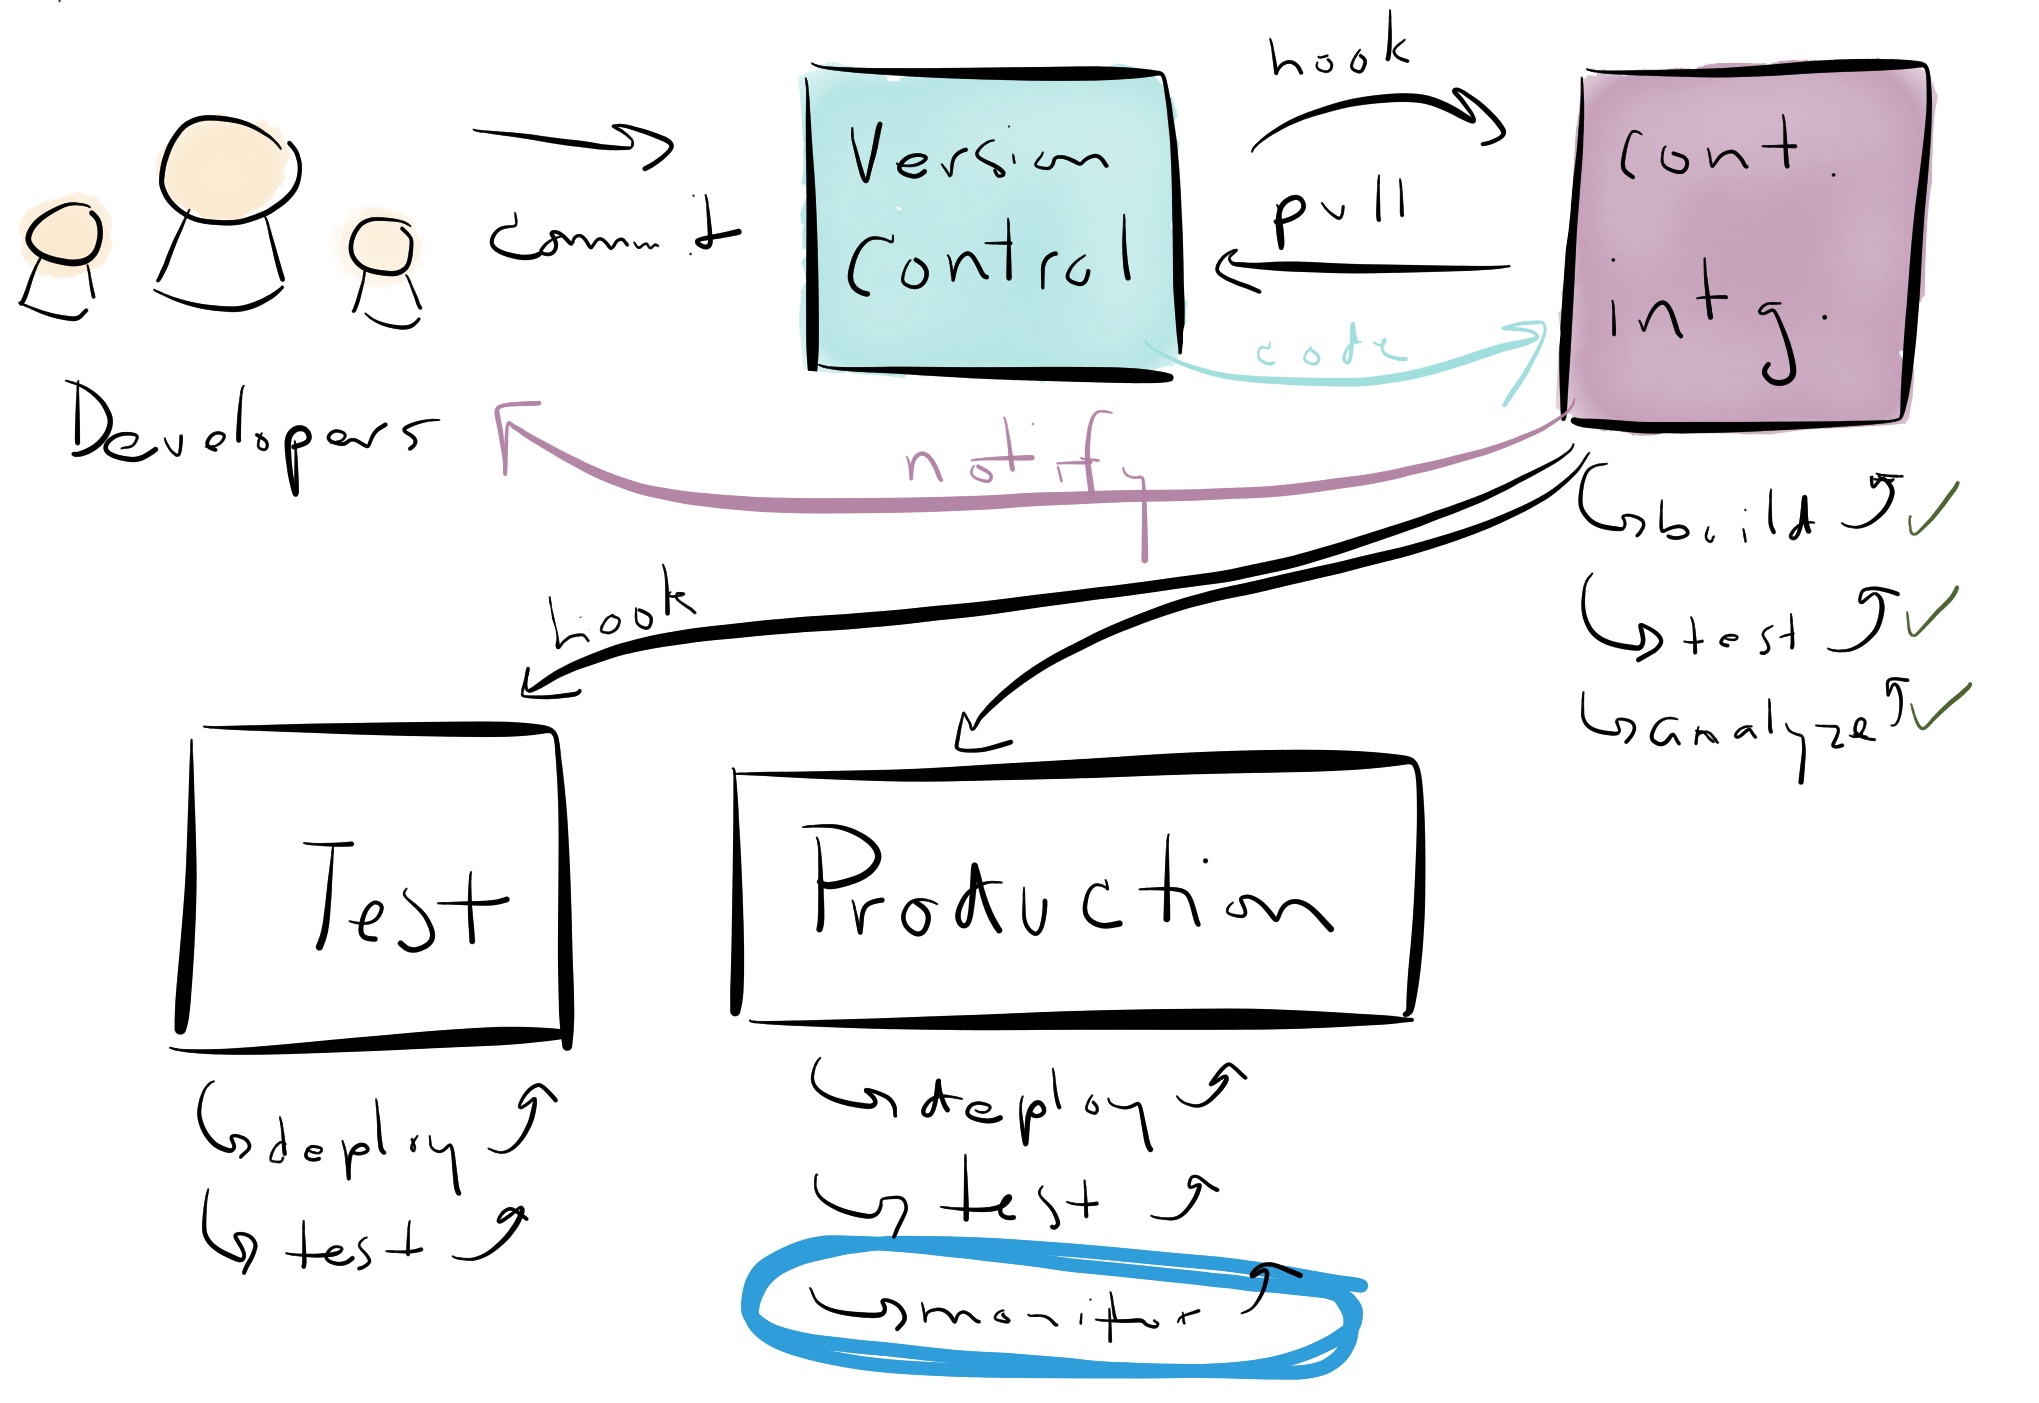 hook
Version
Control
cont.
intg.
commit
pull
code
Developers
notify
build
test
analyze
hook
Test
Production
deploy
test
deploy
test
monitor